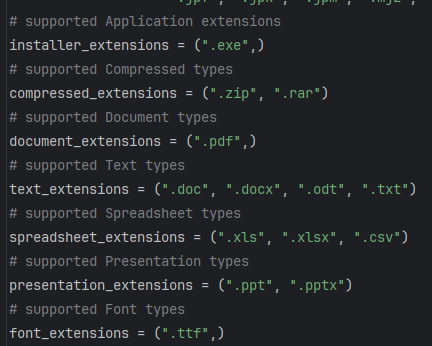 # supported Application extensions
installer_extensions = (".exe",)
# supported Compressed types
compressed_extensions = (".zip", ".rar")
# supported Document types
document_extensions = (".pdf",)
# supported Text types
text_extensions = (".doc", ".docx", ".odt", ".txt")
# supported Spreadsheet types
spreadsheet_extensions = (".xls", ".xlsx", ".csv")
# supported Presentation types
presentation_extensions = (".ppt", ".pptx")
# supported Font types
font_extensions = (".ttf",)